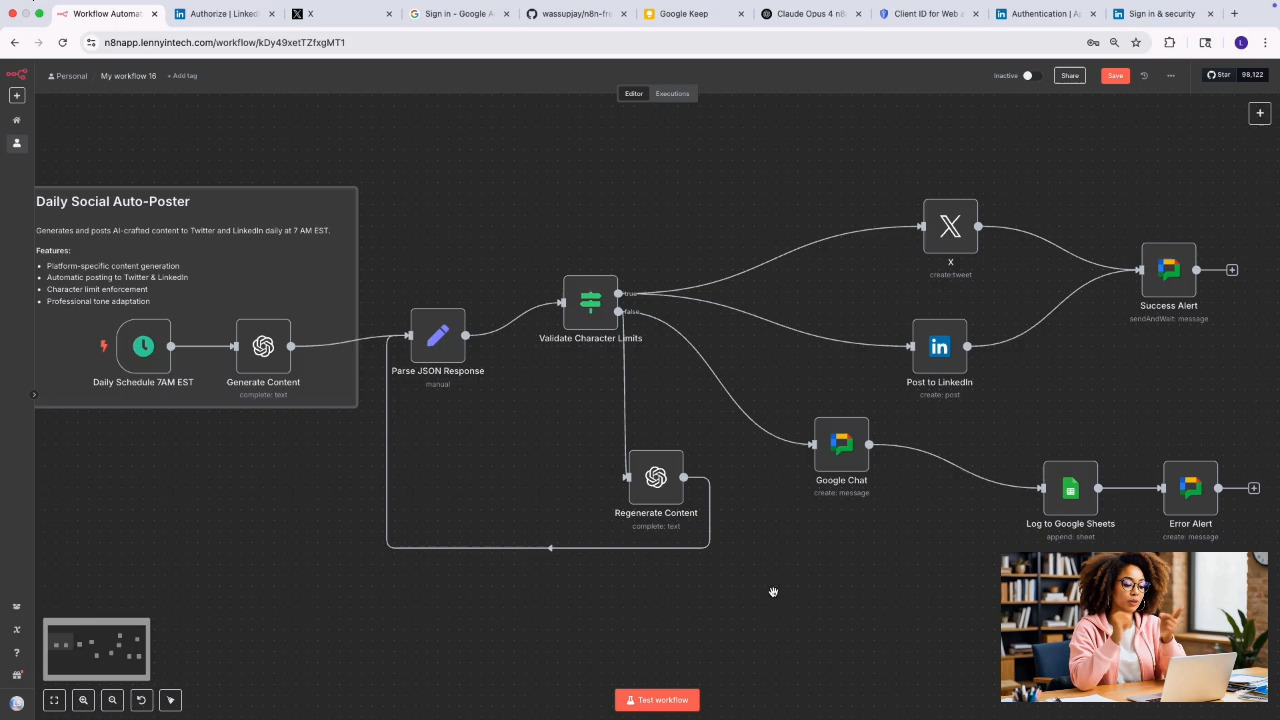 Workflow Automat
Authorize | Linked
X
Sign in - Google A
wassupjay/n8n-fre
Google Keep
Claude Opus 4 n8
Client ID for Web a
Authentication | Ap
Sign in & security
n8napp.lennyintech.com/workflow/kDy49xetTZfxgMT1
L
Personal
My workflow 16
+ Add tag
Inactive
Share
Save
Star
98,122
Editor
Executions
Daily Social Auto-Poster
Generates and posts AI-crafted content to Twitter and LinkedIn daily at 7 AM EST.
Features:
Platform-specific content generation
Automatic posting to Twitter & LinkedIn
Character limit enforcement
Professional tone adaptation
Daily Schedule 7AM EST
Generate Content
complete: text
Parse JSON Response
manual
true
false
Validate Character Limits
X
create:tweet
Success Alert
sendAndWait: message
in
Post to LinkedIn
create: post
Google Chat
create: message
Regenerate Content
complete: text
Log to Google Sheets
append: sheet
Error Alert
create: message
Test workflow